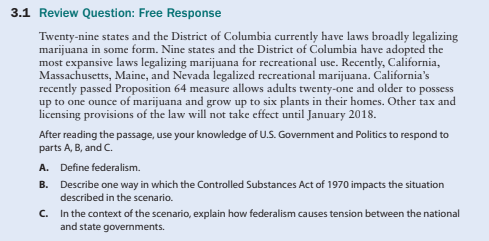 3.1 Review Question: Free Response
Twenty-nine states and the District of Columbia currently have laws broadly legalizing
marijuana in some form. Nine states and the District of Columbia have adopted the
most expansive laws legalizing marijuana for recreational use. Recently, California,
Massachusetts, Maine, and Nevada legalized recreational marijuana. California's
recently passed Proposition 64 measure allows adults twenty-one and older to possess
up to one ounce of marijuana and grow up to six plants in their homes. Other tax and
licensing provisions of the law will not take effect until January 2018.
After reading the passage, use your knowledge of U.S. Government and Politics to respond to
parts A, B, and C.
A. Define federalism.
B. Describe one way in which the Controlled Substances Act of 1970 impacts the situation
described in the scenario.
C. In the context of the scenario, explain how federalism causes tension between the national
and state governments.